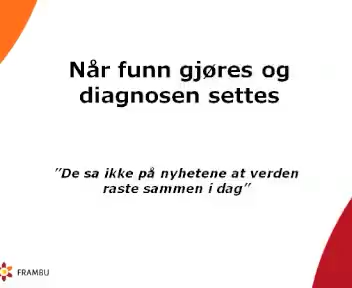 Når funn gjøres og
diagnosen settes
”De sa ikke på nyhetene at verden
raste sammen i dag”
FRAMBU